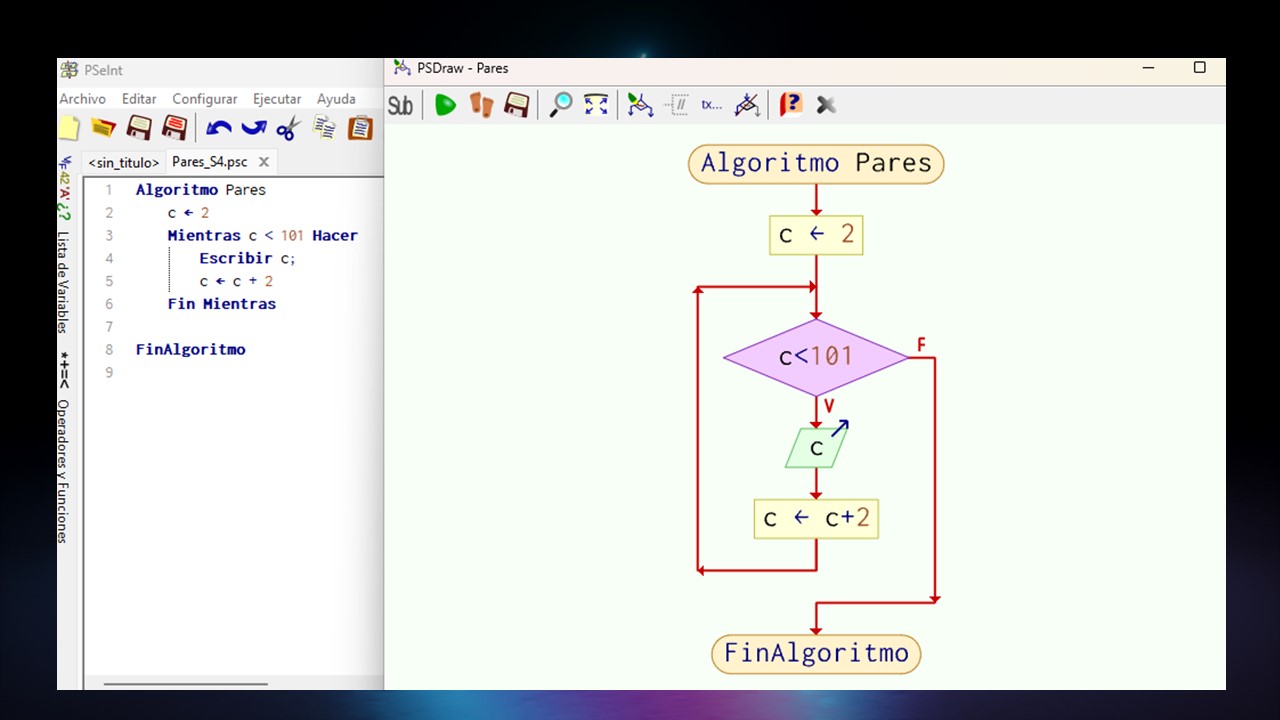 PSeInt
Archivo Editar Configurar Ejecutar Ayuda
<sin_titulo> Pares_S4.psc
Lista de Variables
Operadores y Funciones
*+=<
42 'A'
¿?
1 Algoritmo Pares
2 c ← 2
3 Mientras c < 101 Hacer
4 Escribir c;
5 c ← c + 2
6 Fin Mientras
7
8 FinAlgoritmo
9
PSDraw - Pares
Sub tx...
Algoritmo Pares
c ← 2
c<101
F
V
c
c ← c+2
FinAlgoritmo